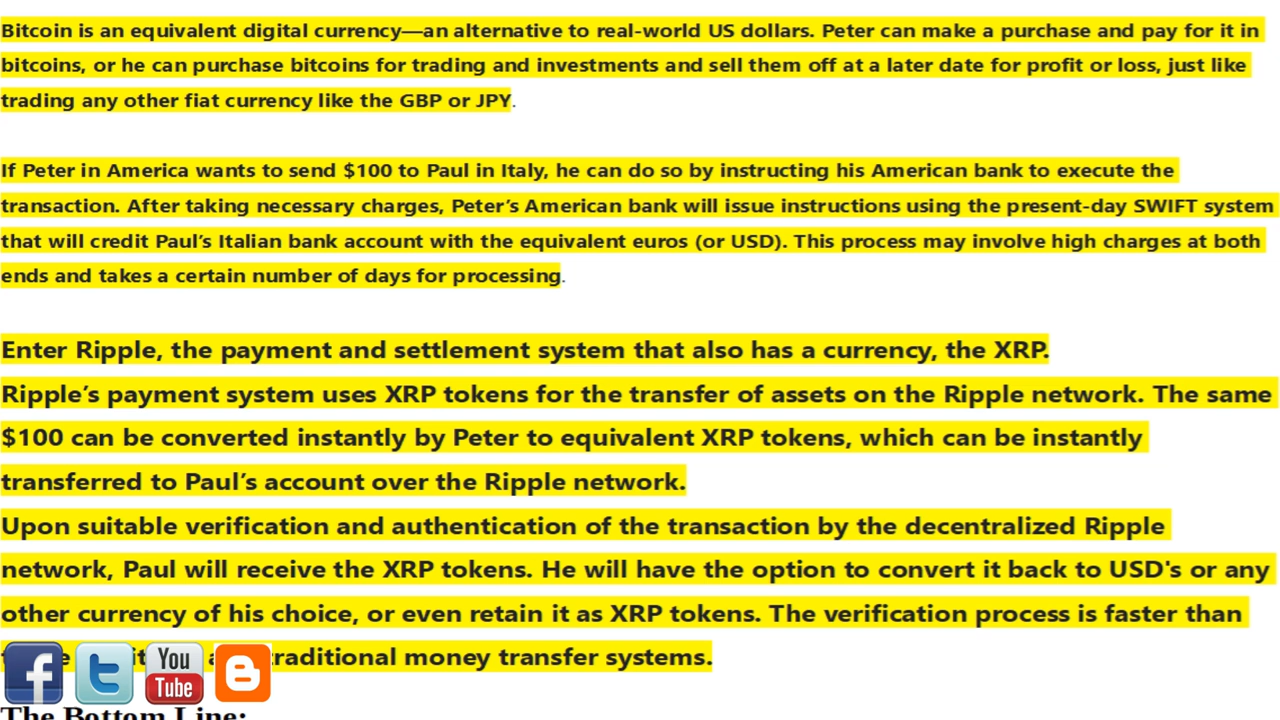 Bitcoin is an equivalent digital currency—an alternative to real-world US dollars. Peter can make a purchase and pay for it in
bitcoins, or he can purchase bitcoins for trading and investments and sell them off at a later date for profit or loss, just like
trading any other fiat currency like the GBP or JPY.
If Peter in America wants to send $100 to Paul in Italy, he can do so by instructing his American bank to execute the
transaction. After taking necessary charges, Peter’s American bank will issue instructions using the present-day SWIFT system
that will credit Paul’s Italian bank account with the equivalent euros (or USD). This process may involve high charges at both
ends and takes a certain number of days for processing.
Enter Ripple, the payment and settlement system that also has a currency, the XRP.
Ripple’s payment system uses XRP tokens for the transfer of assets on the Ripple network. The same
$100 can be converted instantly by Peter to equivalent XRP tokens, which can be instantly
transferred to Paul’s account over the Ripple network.
Upon suitable verification and authentication of the transaction by the decentralized Ripple
network, Paul will receive the XRP tokens. He will have the option to convert it back to USD's or any
other currency of his choice, or even retain it as XRP tokens. The verification process is faster than
traditional money transfer systems.
f t You Tube B
The Bottom Line: